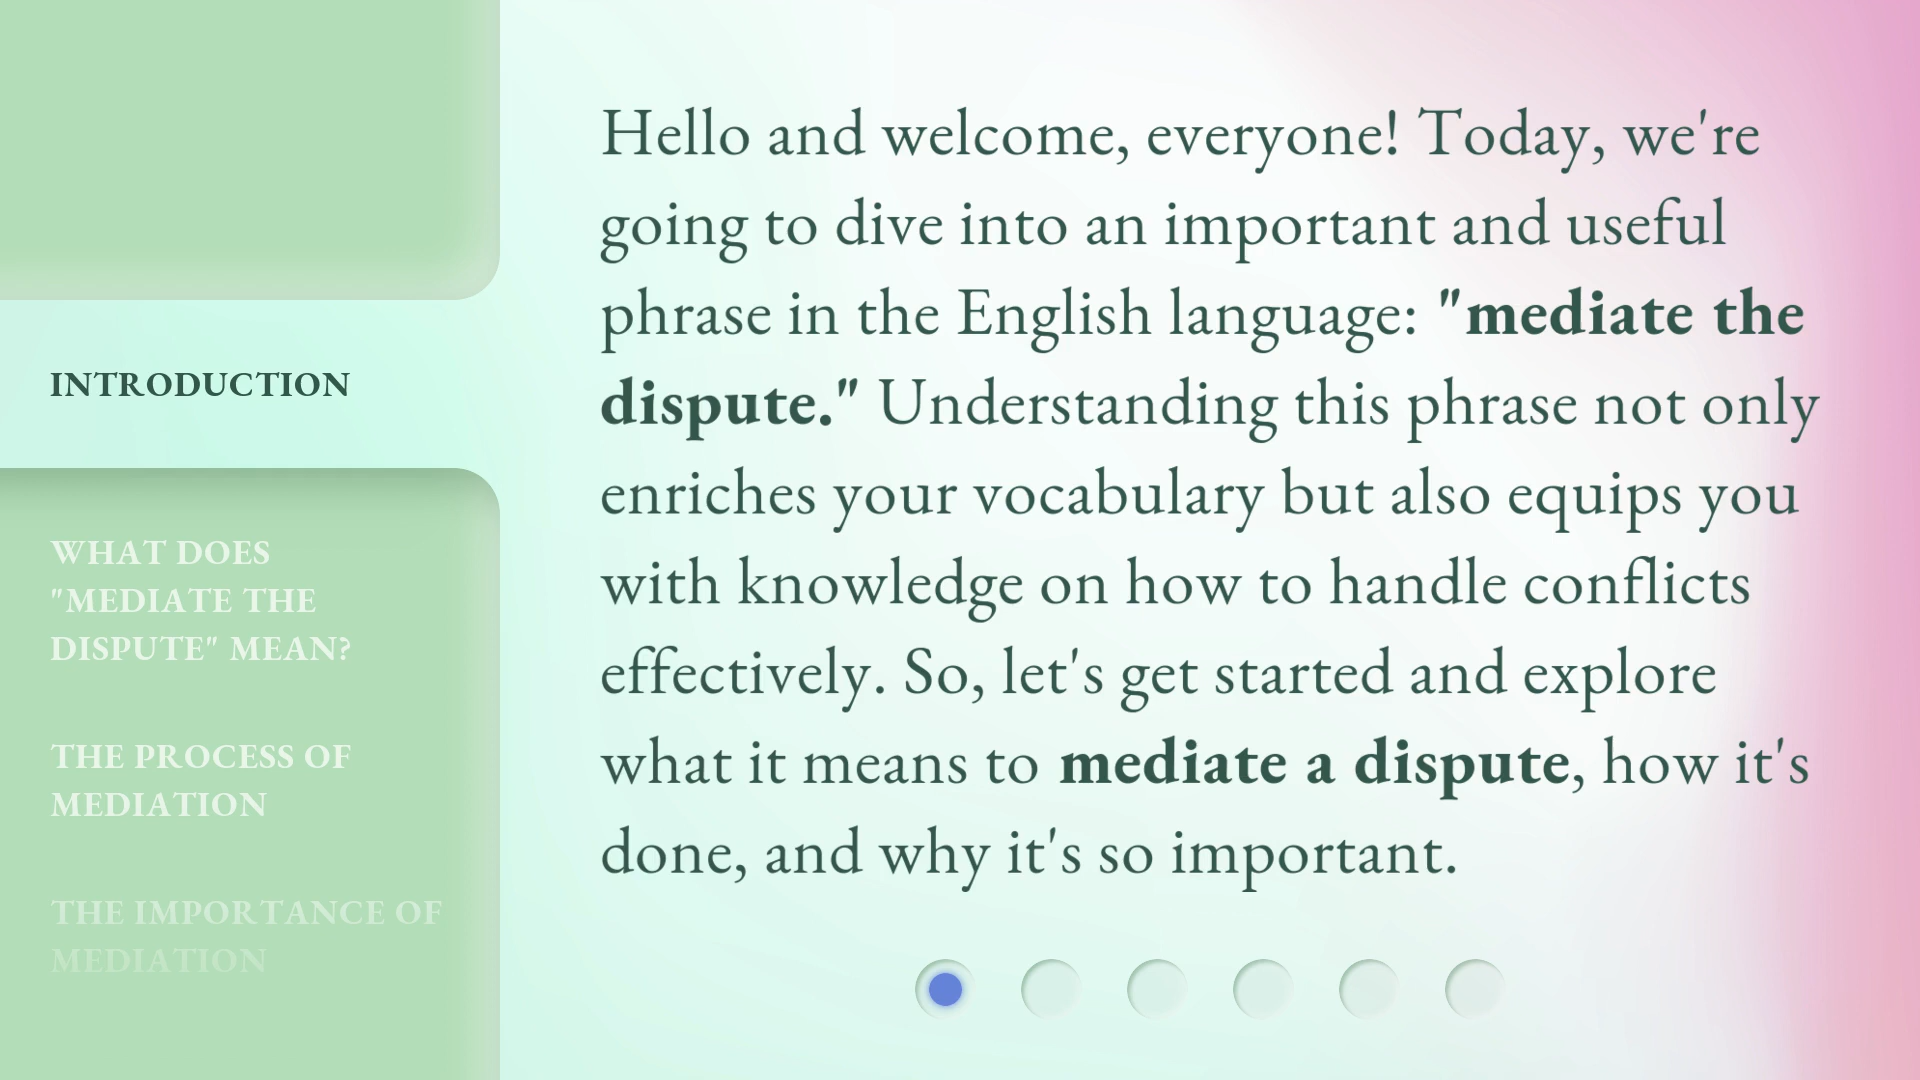 INTRODUCTION
WHAT DOES
"MEDIATE THE
DISPUTE" MEAN?
THE PROCESS OF
MEDIATION
THE IMPORTANCE OF
MEDIATION
Hello and welcome, everyone! Today, we're
going to dive into an important and useful
phrase in the English language: "mediate the
dispute." Understanding this phrase not only
enriches your vocabulary but also equips you
with knowledge on how to handle conflicts
effectively. So, let's get started and explore
what it means to mediate a dispute, how it's
done, and why it's so important.